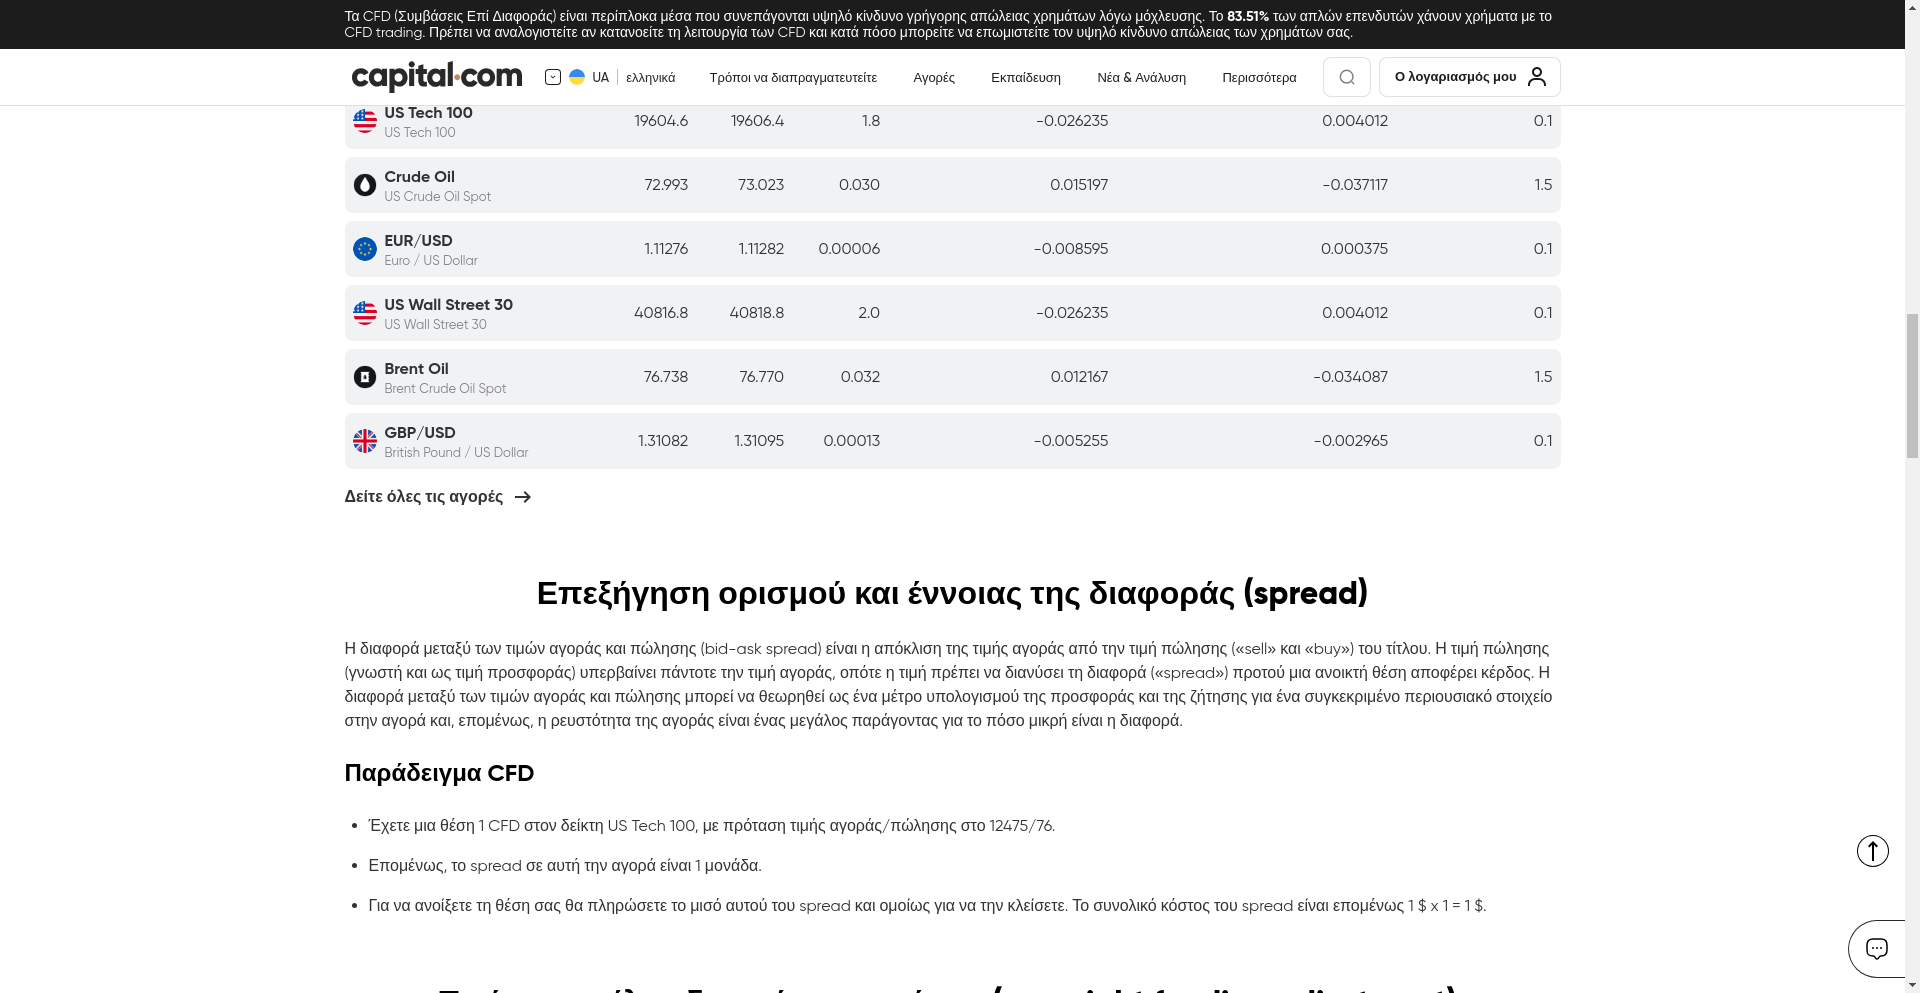 Τα CFD (Συμβάσεις Επί Διαφοράς) είναι περίπλοκα μέσα που συνεπάγονται υψηλό κίνδυνο γρήγορης απώλειας χρημάτων λόγω μόχλευσης. Το 83.51% των απλών επενδυτών χάνουν χρήματα με το
CFD trading. Πρέπει να αναλογιστείτε αν κατανοείτε τη λειτουργία των CFD και κατά πόσο μπορείτε να επωμιστείτε τον υψηλό κίνδυνο απώλειας των χρημάτων σας.
capital.com UA ελληνικά Τρόποι να διαπραγματευτείτε Αγορές Εκπαίδευση Νέα & Ανάλυση Περισσότερα Ο λογαριασμός μου
US Tech 100
US Tech 100 19604.6 19606.4 1.8 -0.026235 0.004012 0.1
Crude Oil
US Crude Oil Spot 72.993 73.023 0.030 0.015197 -0.037117 1.5
EUR/USD
Euro / US Dollar 1.11276 1.11282 0.00006 -0.008595 0.000375 0.1
US Wall Street 30
US Wall Street 30 40816.8 40818.8 2.0 -0.026235 0.004012 0.1
Brent Oil
Brent Crude Oil Spot 76.738 76.770 0.032 0.012167 -0.034087 1.5
GBP/USD
British Pound / US Dollar 1.31082 1.31095 0.00013 -0.005255 -0.002965 0.1
Δείτε όλες τις αγορές
Επεξήγηση ορισμού και έννοιας της διαφοράς (spread)
Η διαφορά μεταξύ των τιμών αγοράς και πώλησης (bid-ask spread) είναι η απόκλιση της τιμής αγοράς από την τιμή πώλησης («sell» και «buy») του τίτλου. Η τιμή πώλησης
(γνωστή και ως τιμή προσφοράς) υπερβαίνει πάντοτε την τιμή αγοράς, οπότε η τιμή πρέπει να διανύσει τη διαφορά («spread») προτού μια ανοικτή θέση αποφέρει κέρδος. Η
διαφορά μεταξύ των τιμών αγοράς και πώλησης μπορεί να θεωρηθεί ως ένα μέτρο υπολογισμού της προσφοράς και της ζήτησης για ένα συγκεκριμένο περιουσιακό στοιχείο
στην αγορά και, επομένως, η ρευστότητα της αγοράς είναι ένας μεγάλος παράγοντας για το πόσο μικρή είναι η διαφορά.
Παράδειγμα CFD
• Έχετε μια θέση 1 CFD στον δείκτη US Tech 100, με πρόταση τιμής αγοράς/πώλησης στο 12475/76.
• Επομένως, το spread σε αυτή την αγορά είναι 1 μονάδα.
• Για να ανοίξετε τη θέση σας θα πληρώσετε το μισό αυτού του spread και ομοίως για να την κλείσετε. Το συνολικό κόστος του spread είναι επομένως 1 $ x 1 = 1 $.